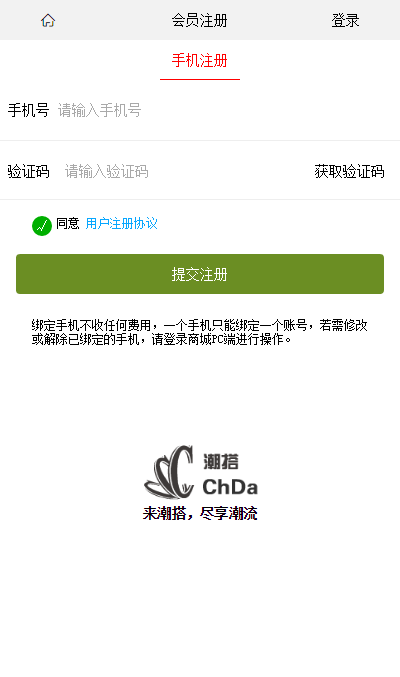 会员注册 登录
手机注册
手机号 请输入手机号
验证码 请输入验证码 获取验证码
同意 用户注册协议
提交注册
绑定手机不收任何费用，一个手机只能绑定一个账号，若需修改
或解除已绑定的手机，请登录商城PC端进行操作。
潮搭
ChDa
来潮搭，尽享潮流